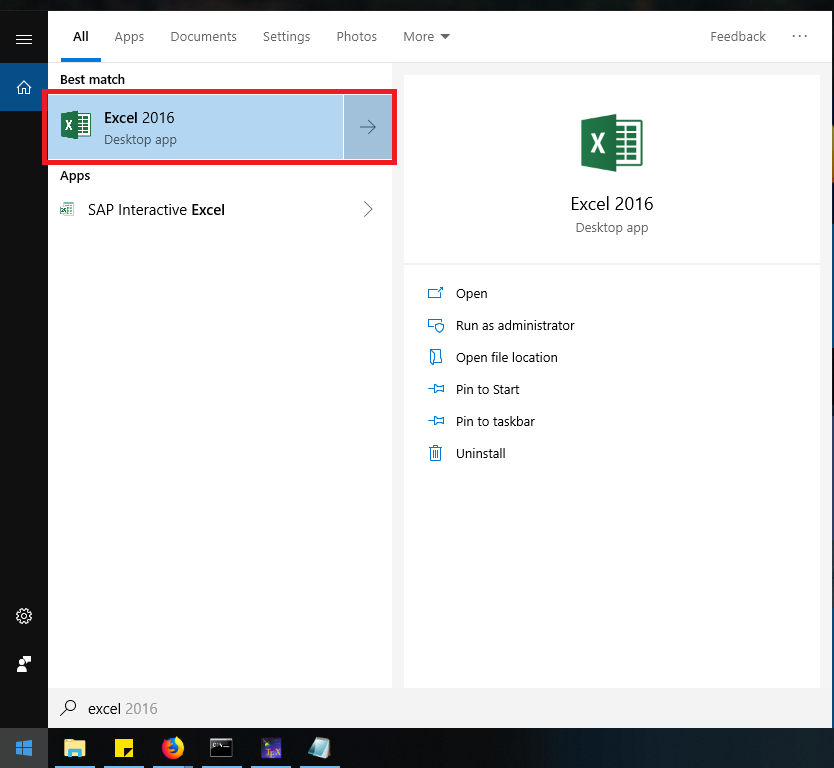 All Apps Documents Settings Photos More Feedback ...
Best match
Excel 2016
Desktop app
Apps
SAP Interactive Excel
Excel 2016
Desktop app
Open
Run as administrator
Open file location
Pin to Start
Pin to taskbar
Uninstall
excel 2016